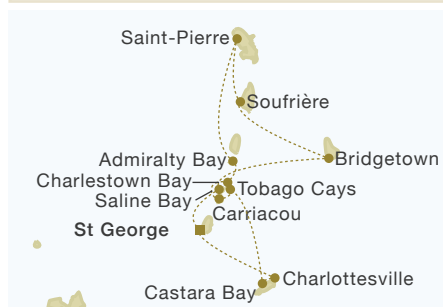 Saint-Pierre
Soufrière
Admiralty Bay
Bridgetown
Charlestown Bay
Tobago Cays
Saline Bay
Carriacou
St George
Charlottesville
Castara Bay